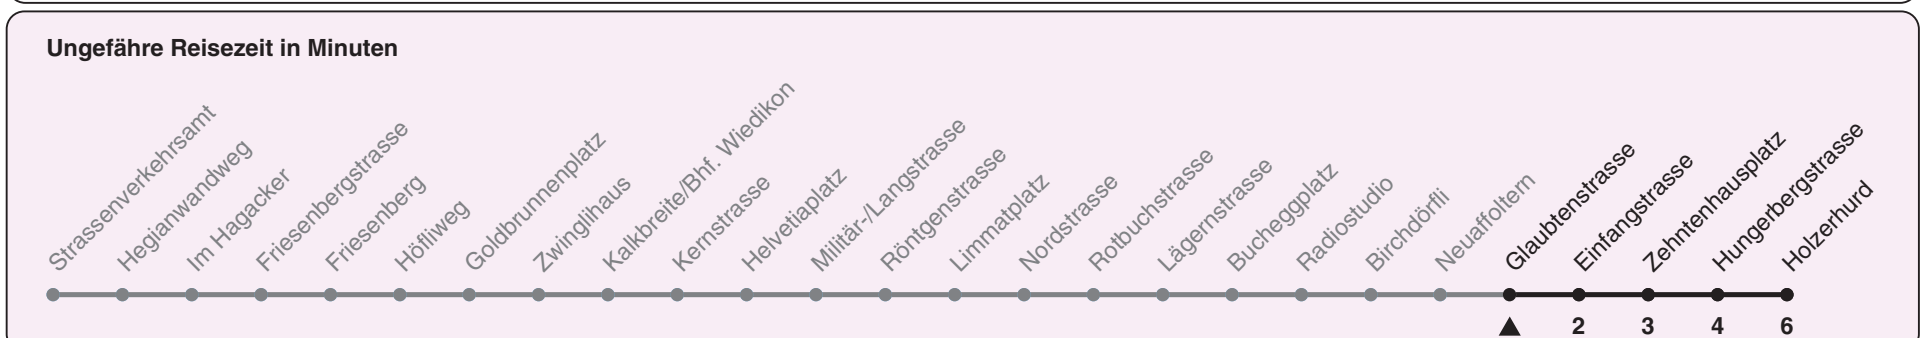 Ungefähre Reisezeit in Minuten
Strassenverkehrsamt
Hegianwandweg
Im Hagacker
Friesenbergstrasse
Friesenberg
Höfliweg
Goldbrunnenplatz
Zwinglihaus
Kalkbreite/Bhf. Wiedikon
Kernstrasse
Helvetiaplatz
Militär-/Langstrasse
Röntgenstrasse
Limmatplatz
Nordstrasse
Rotbuchstrasse
Lägernstrasse
Bucheggplatz
Radiostudio
Birchdörfli
Neuaffoltern
Glaubtenstrasse
Einfangstrasse
Zehntenhausplatz
Hungerbergstrasse
Holzerhurd
2 3 4 6